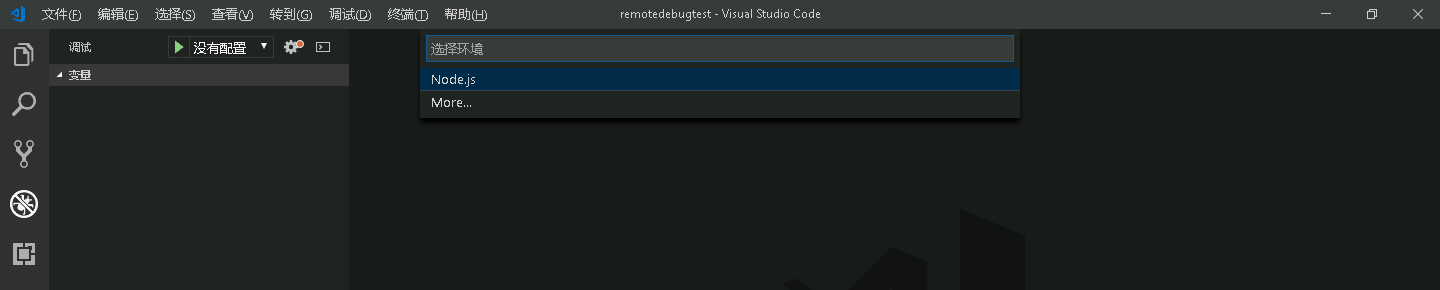 文件(F) 编辑(E) 选择(S) 查看(V) 转到(G) 调试(D) 终端(T) 帮助(H) remotedebugtest - Visual Studio Code
调试 没有配置
选择环境
变量
Node.js
More...